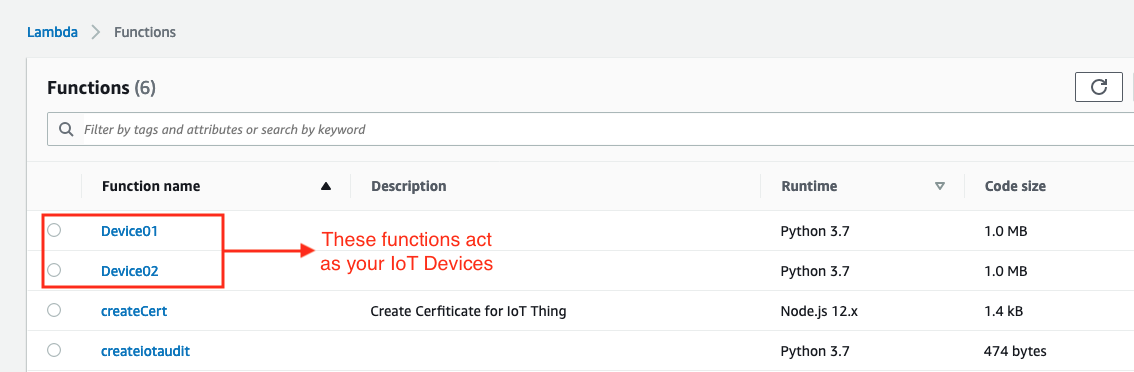 Lambda > Functions
Functions (6)
Filter by tags and attributes or search by keyword
Function name Description Runtime Code size
Device01 Python 3.7 1.0 MB
These functions act
as your IoT Devices
Device02 Python 3.7 1.0 MB
createCert Create Cerfiticate for IoT Thing Node.js 12.x 1.4 kB
createiotaudit Python 3.7 474 bytes